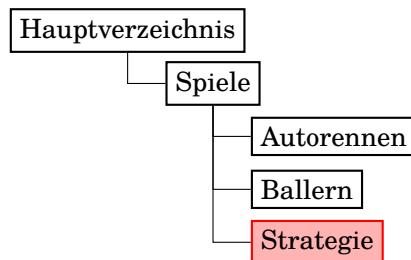 Hauptverzeichnis
Spiele
Autorennen
Ballern
Strategie